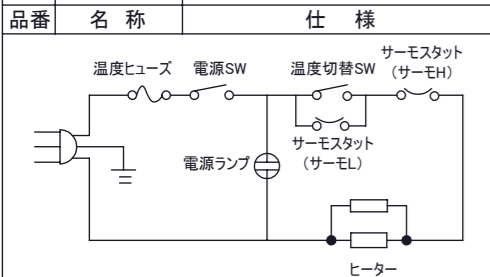 品番 名称 仕様
サーモスタット
温度ヒューズ 電源SW 温度切替SW (サーモH)
サーモスタット
電源ランプ (サーモL)
ヒーター